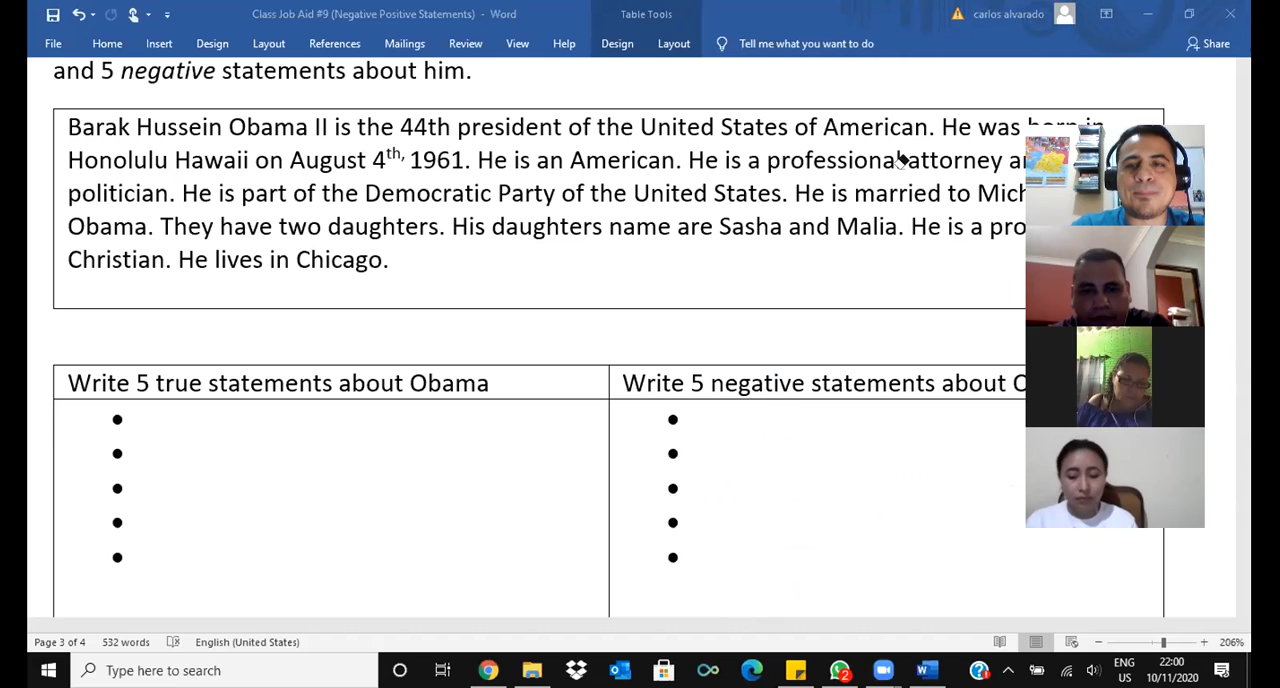 Class Job Aid #9 (Negative Positive Statements) - Word
Table Tools
carlos alvarado
File Home Insert Design Layout References Mailings Review View Help Design Layout Tell me what you want to do Share
and 5 negative statements about him.
Barak Hussein Obama II is the 44th president of the United States of American. He was born in
Honolulu Hawaii on August 4th, 1961. He is an American. He is a professional attorney
politician. He is part of the Democratic Party of the United States. He is married to
Obama. They have two daughters. His daughters name are Sasha and Malia. He is a
Christian. He lives in Chicago.
Write 5 true statements about Obama Write 5 negative statements about
Page 3 of 4 532 words English (United States) 206%
Type here to search
2
ENG 22:00
US 10/11/2020